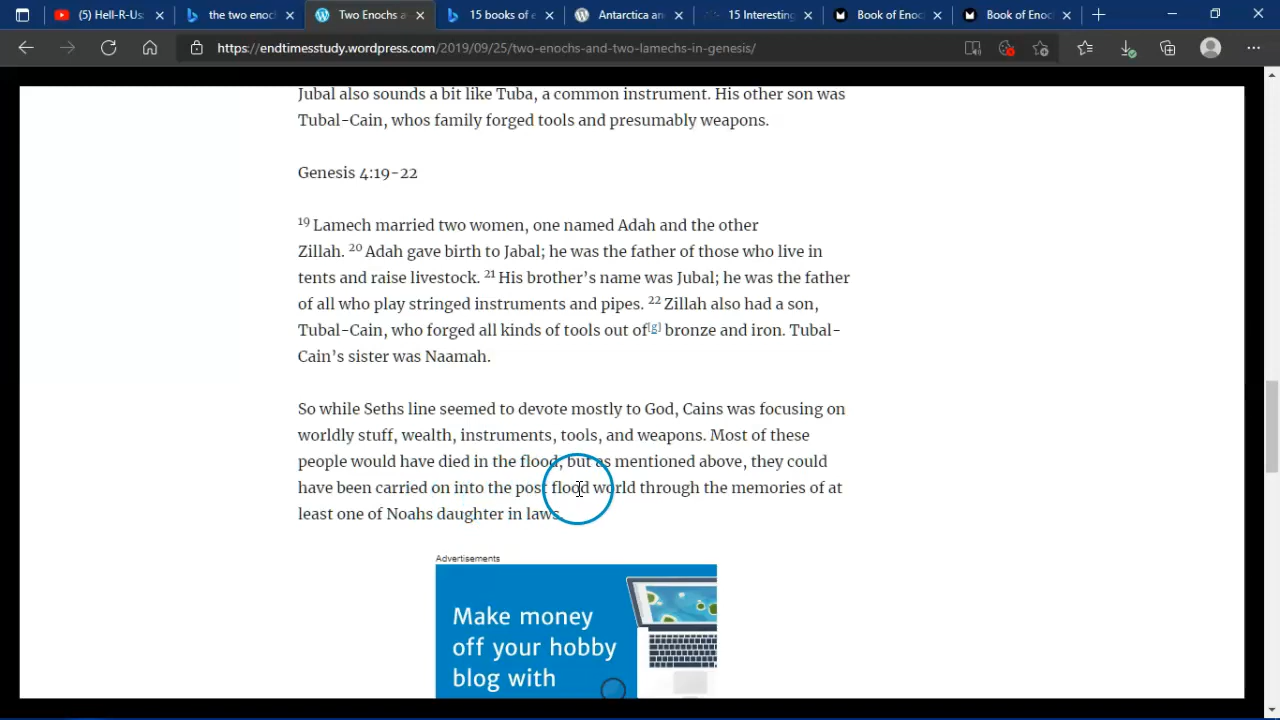 (5) Hell-R-Us:
the two enoc
Two Enochs a
15 books of e
Antarctica an
15 Interesting
Book of Enoc
Book of Enoc
https://endtimesstudy.wordpress.com/2019/09/25/two-enochs-and-two-lamechs-in-genesis/
Jubal also sounds a bit like Tuba, a common instrument. His other son was
Tubal-Cain, whos family forged tools and presumably weapons.
Genesis 4:19-22
19 Lamech married two women, one named Adah and the other
Zillah. 20 Adah gave birth to Jabal; he was the father of those who live in
tents and raise livestock. 21 His brother's name was Jubal; he was the father
of all who play stringed instruments and pipes. 22 Zillah also had a son,
Tubal-Cain, who forged all kinds of tools out of[g] bronze and iron. Tubal-
Cain's sister was Naamah.
So while Seths line seemed to devote mostly to God, Cains was focusing on
worldly stuff, wealth, instruments, tools, and weapons. Most of these
people would have died in the flood, but as mentioned above, they could
have been carried on into the post flood world through the memories of at
least one of Noahs daughter in laws.
Advertisements
Make money
off your hobby
blog with